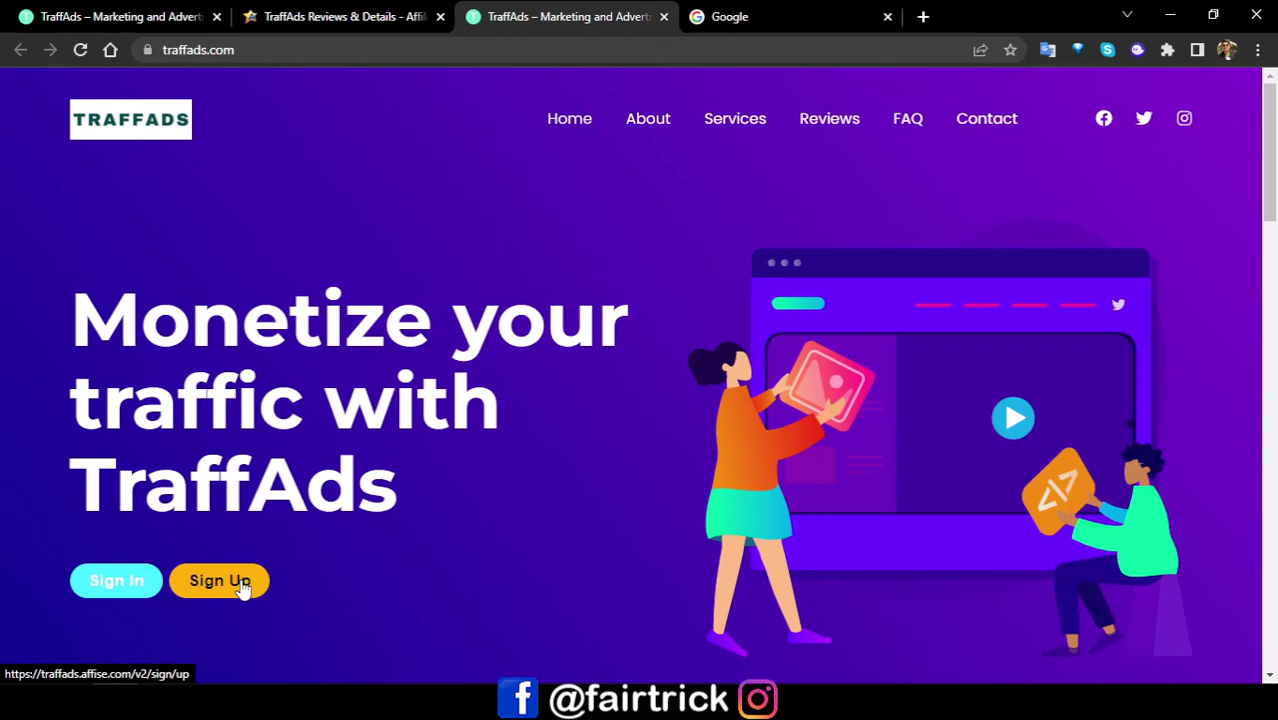 TraffAds – Marketing and Advert
TraffAds Reviews & Details - Affil
TraffAds – Marketing and Advert
Google
traffads.com
TRAFFADS
Home
About
Services
Reviews
FAQ
Contact
Monetize your
traffic with
TraffAds
Sign In
Sign Up
https://traffads.affise.com/v2/sign/up
@fairtrick